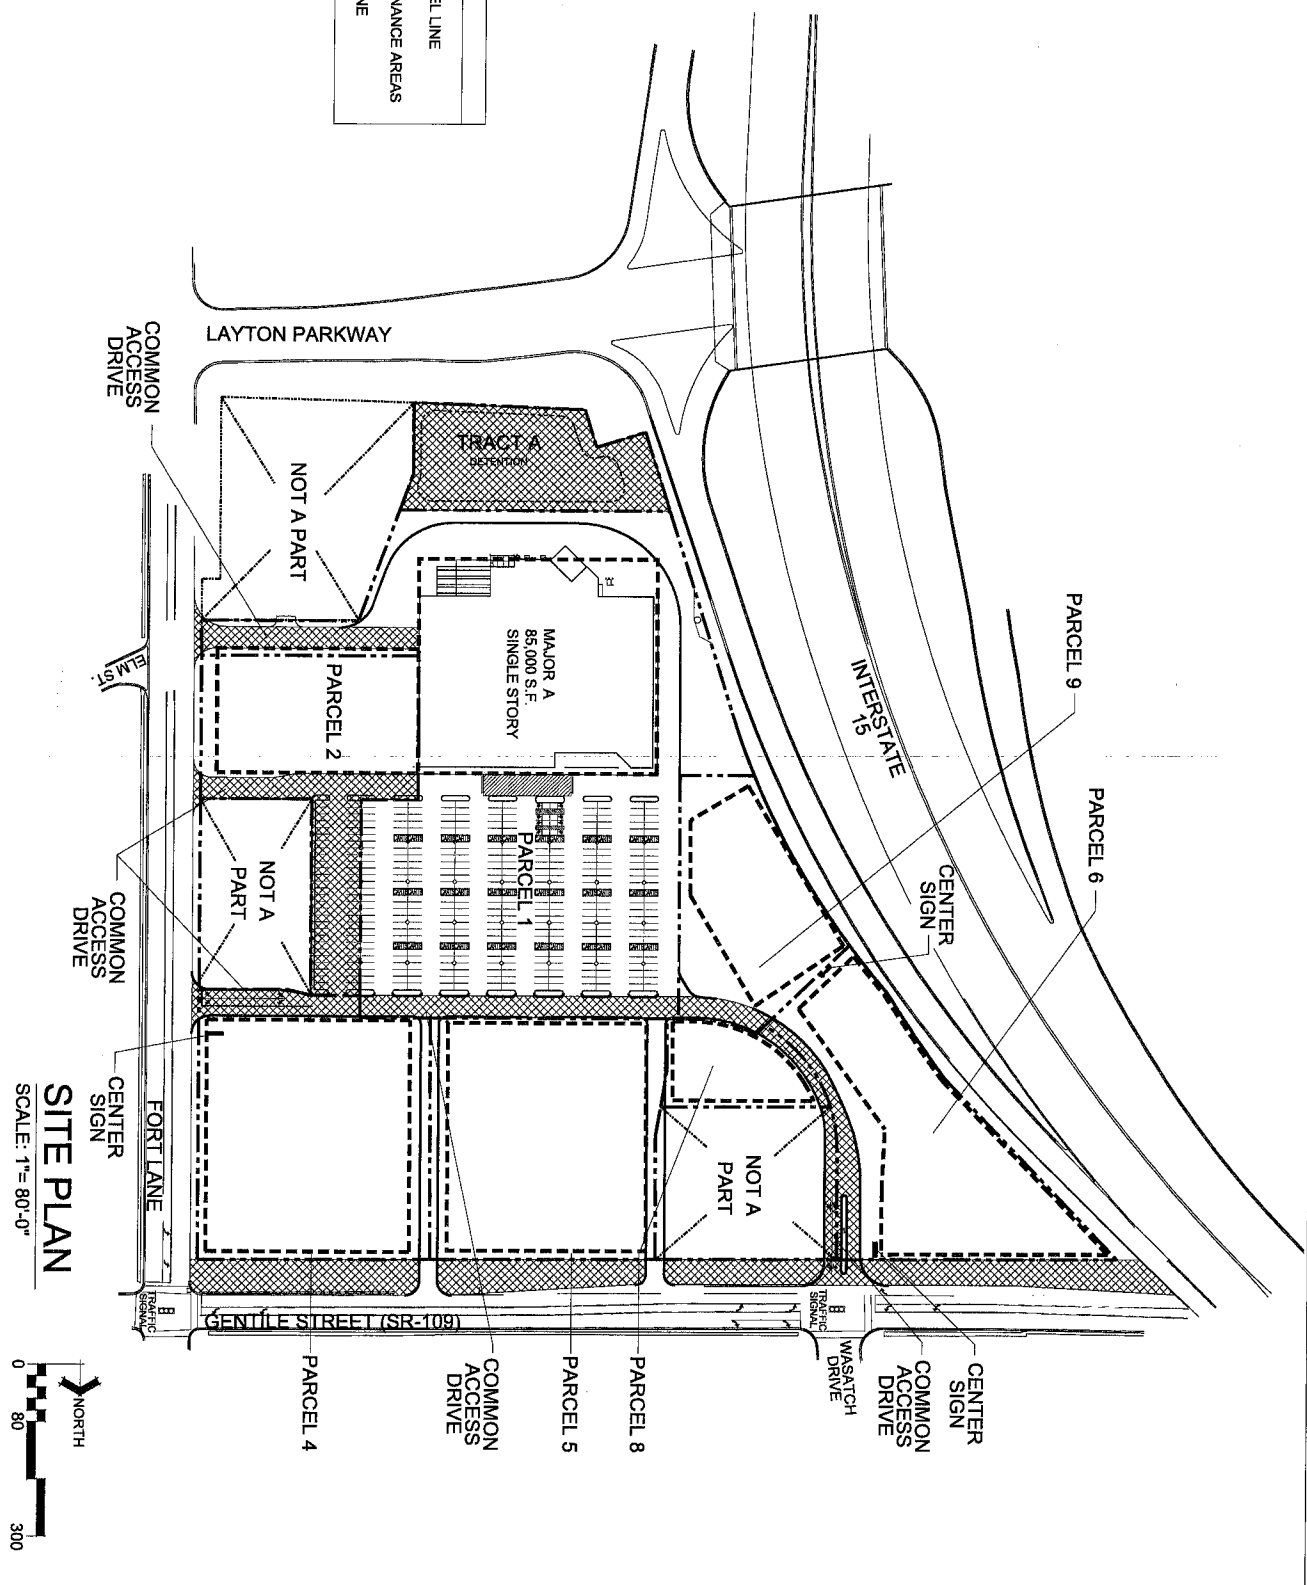 EL LINE
NANCE AREAS
NE
LAYTON PARKWAY
COMMON
ACCESS
DRIVE
TRACT A
DETENTION
NOT A PART
MAJOR A
85,000 S.F.
SINGLE STORY
PARCEL 2
ELM ST.
PARCEL 9
INTERSTATE
15
PARCEL 6
CENTER
SIGN
PARCEL 1
NOT A
PART
COMMON
ACCESS
DRIVE
CENTER
SIGN
FORT LANE
NOT A
PART
TRAFFIC
SIGNAL
GENTILE STREET (SR-109)
TRAFFIC
SIGNAL
WASATCH
DRIVE
PARCEL 4
COMMON
ACCESS
DRIVE
PARCEL 5
PARCEL 8
COMMON
ACCESS
DRIVE
CENTER
SIGN
SITE PLAN
SCALE: 1"= 80'-0"
NORTH
0 80 300